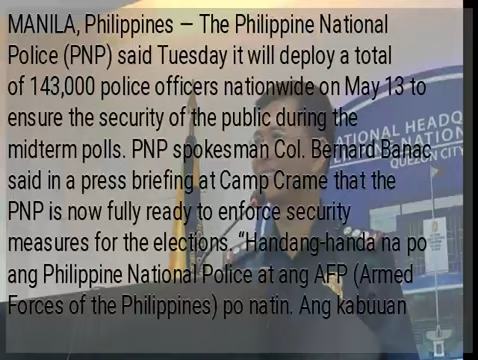 MANILA, Philippines — The Philippine National
Police (PNP) said Tuesday it will deploy a total
of 143,000 police officers nationwide on May 13 to
ensure the security of the public during the
midterm polls. PNP spokesman Col. Bernard Banac
said in a press briefing at Camp Crame that the
PNP is now fully ready to enforce security
measures for the elections. “Handang-handa na po
ang Philippine National Police at ang AFP (Armed
Forces of the Philippines) po natin. Ang kabuuan
NATIONAL HEADQ
QUEZON CITY